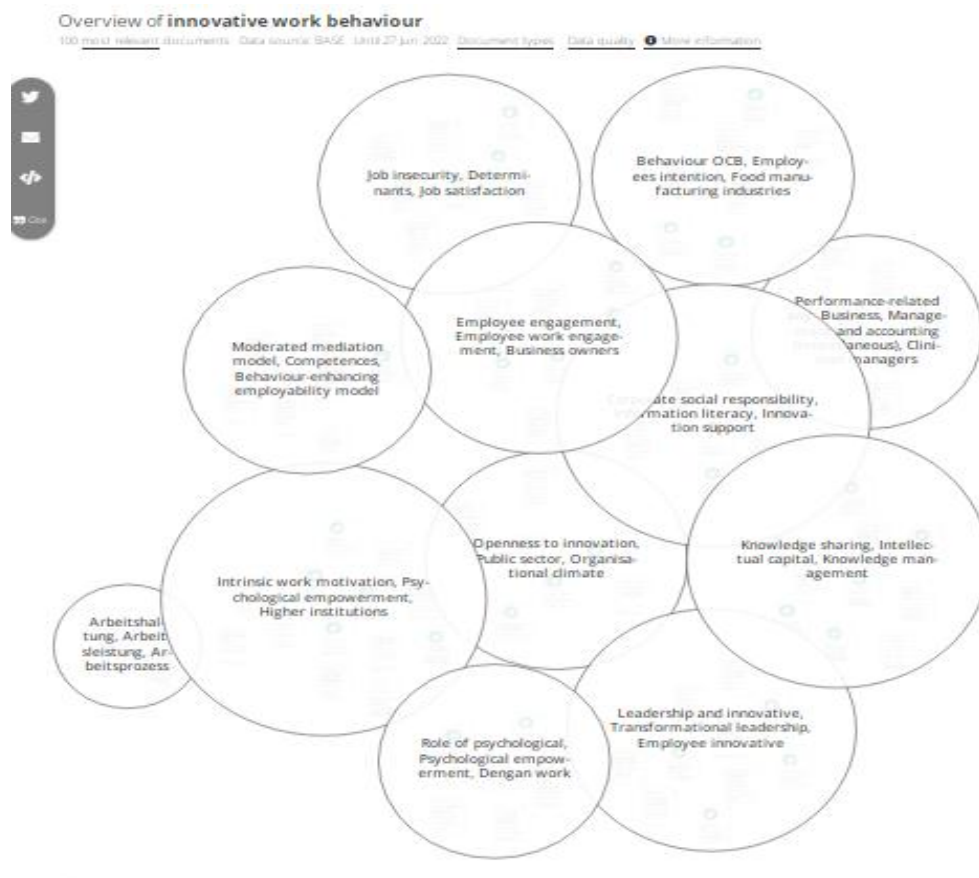 Overview of innovative work behaviour
100 most relevant documents Data source: BASE Until 27 Jun 2022 Document types Data quality More information
Cite
Job insecurity, Determi-
nants, Job satisfaction
Behaviour OCB, Employ-
ees intention, Food manu-
facturing industries
Performance-related
Business, Manage-
and accounting
Clini-
managers
Employee engagement,
Employee work engage-
ment, Business owners
Moderated mediation
model, Competences,
Behaviour-enhancing
employability model
Corporate social responsibility,
Information literacy, Innova-
tion support
Openness to innovation,
Public sector, Organisa-
tional climate
Knowledge sharing, Intellec-
tual capital, Knowledge man-
agement
Intrinsic work motivation, Psy-
chological empowerment,
Higher institutions
Arbeitshal-
tung, Arbeit
sleistung, Ar-
beitsprozess
Leadership and innovative,
Transformational leadership,
Employee innovative
Role of psychological,
Psychological empow-
erment, Dengan work